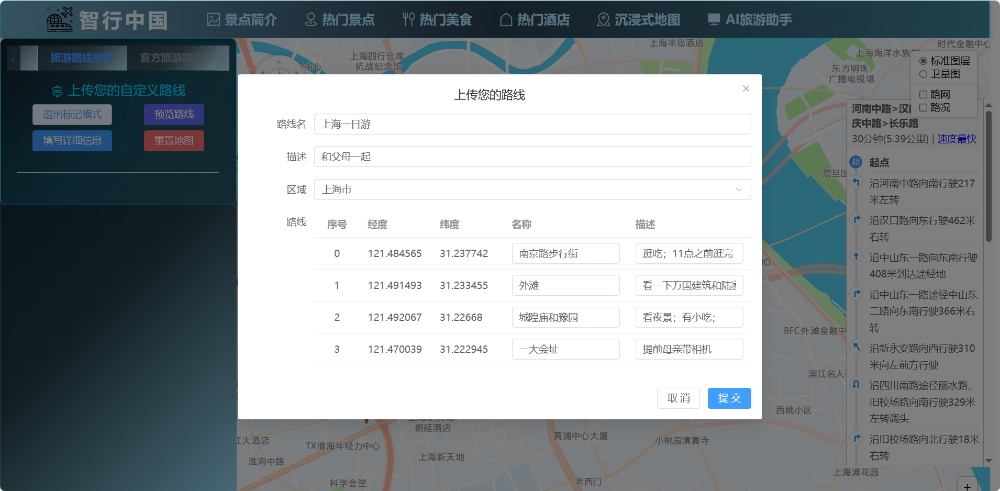 智行中国
景点简介
热门景点
热门美食
热门酒店
沉浸式地图
AI旅游助手
旅游路线推荐
官方旅游路线
上传您的自定义路线
退出标记模式
预览路线
填写详细信息
重置地图
上海四行仓库
抗战纪念馆
中心
上海半岛酒店
上海海洋水族馆
时代金融中心
东方明珠
广播电视塔
标准图层
卫星图
路网
路况
上传您的路线
路线名 上海一日游
描述 和父母一起
区域 上海市
路线
序号 经度 纬度 名称 描述
0 121.484565 31.237742 南京路步行街 逛吃；11点之前逛完
1 121.491493 31.233455 外滩 看一下万国建筑和陆家
2 121.492067 31.22668 城隍庙和豫园 看夜景；有小吃；
3 121.470039 31.222945 一大会址 提前母亲带相机
取消
提交
河南中路>汉口
庆中路>长乐路
30分钟(5.39公里) | 速度最快
起 起点
沿河南中路向南行驶217
米左转
沿汉口路向东行驶462米
右转
沿中山东一路向东南行驶
408米到达途经地
沿中山东一路途径中山东
二路向东南行驶366米右
转
沿新永安路向西行驶310
米向左前方行驶
沿四川南路途径丽水路、
旧校场路向南行驶329米
左转调头
沿旧校场路向北行驶18米
右转
震旦国
IO
BFC外滩金融中
滨江名人苑
西姚小区
上海新天地
朗廷酒店
江大酒店
TX淮海年轻力中心
淮海中路
上海新天地
黄浦中心大厦
小桃园清真寺
科学会堂
老西门
上海滩花园
+